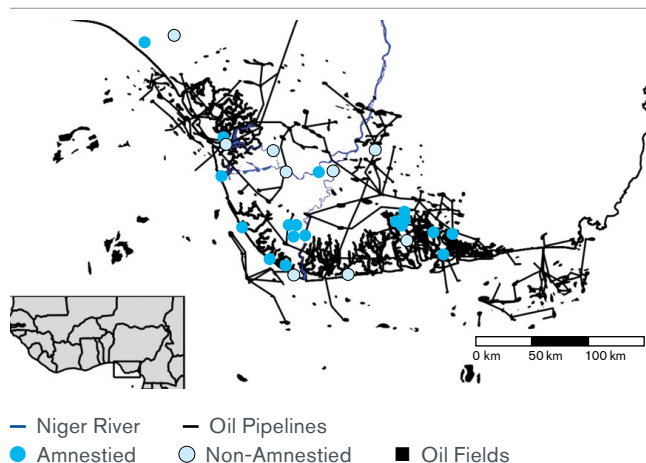 0 km 50 km 100 km
Niger River Oil Pipelines
Amnestied Non-Amnestied Oil Fields